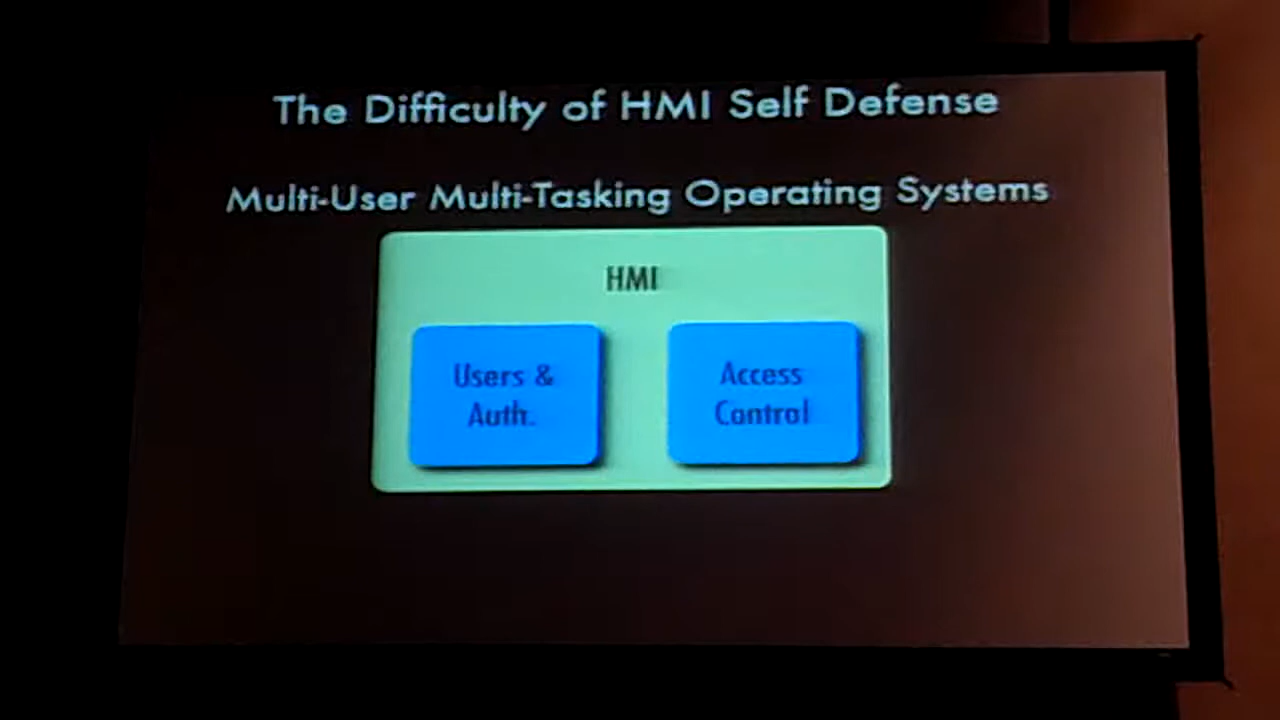 The Difficulty of HMI Self Defense
Multi-User Multi-Tasking Operating Systems
HMI
Users &
Auth.
Access
Control